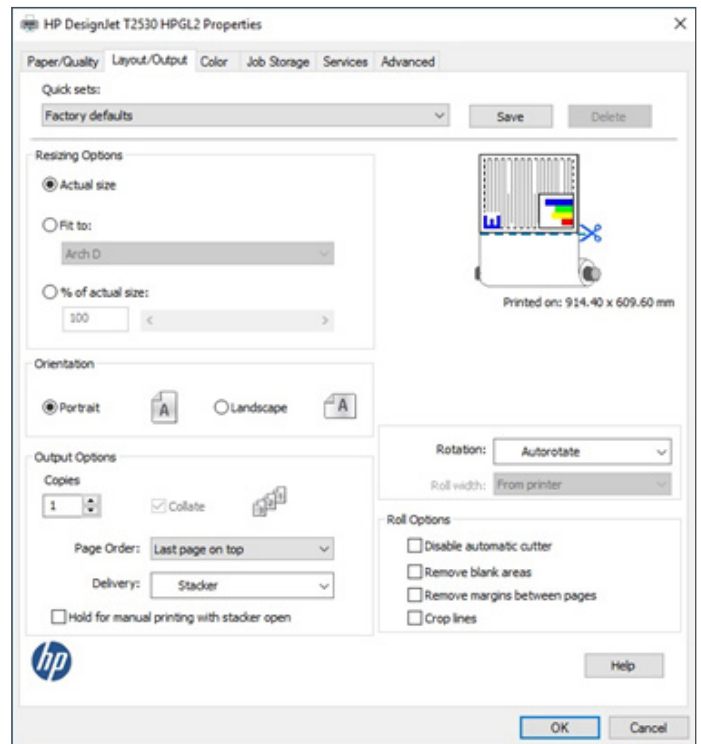 HP DesignJet T2530 HPGL2 Properties
Paper/Quality Layout/Output Color Job Storage Services Advanced
Quick sets:
Factory defaults
Save
Delete
Resizing Options
Actual size
Fit to:
Arch D
% of actual size:
100
Printed on: 914.40 x 609.60 mm
Orientation
Portrait
A
Landscape
A
Rotation: Autorotate
Roll width: From printer
Output Options
Copies
1
Collate
Page Order: Last page on top
Delivery: Stacker
Hold for manual printing with stacker open
Roll Options
Disable automatic cutter
Remove blank areas
Remove margins between pages
Crop lines
hp
Help
OK
Cancel